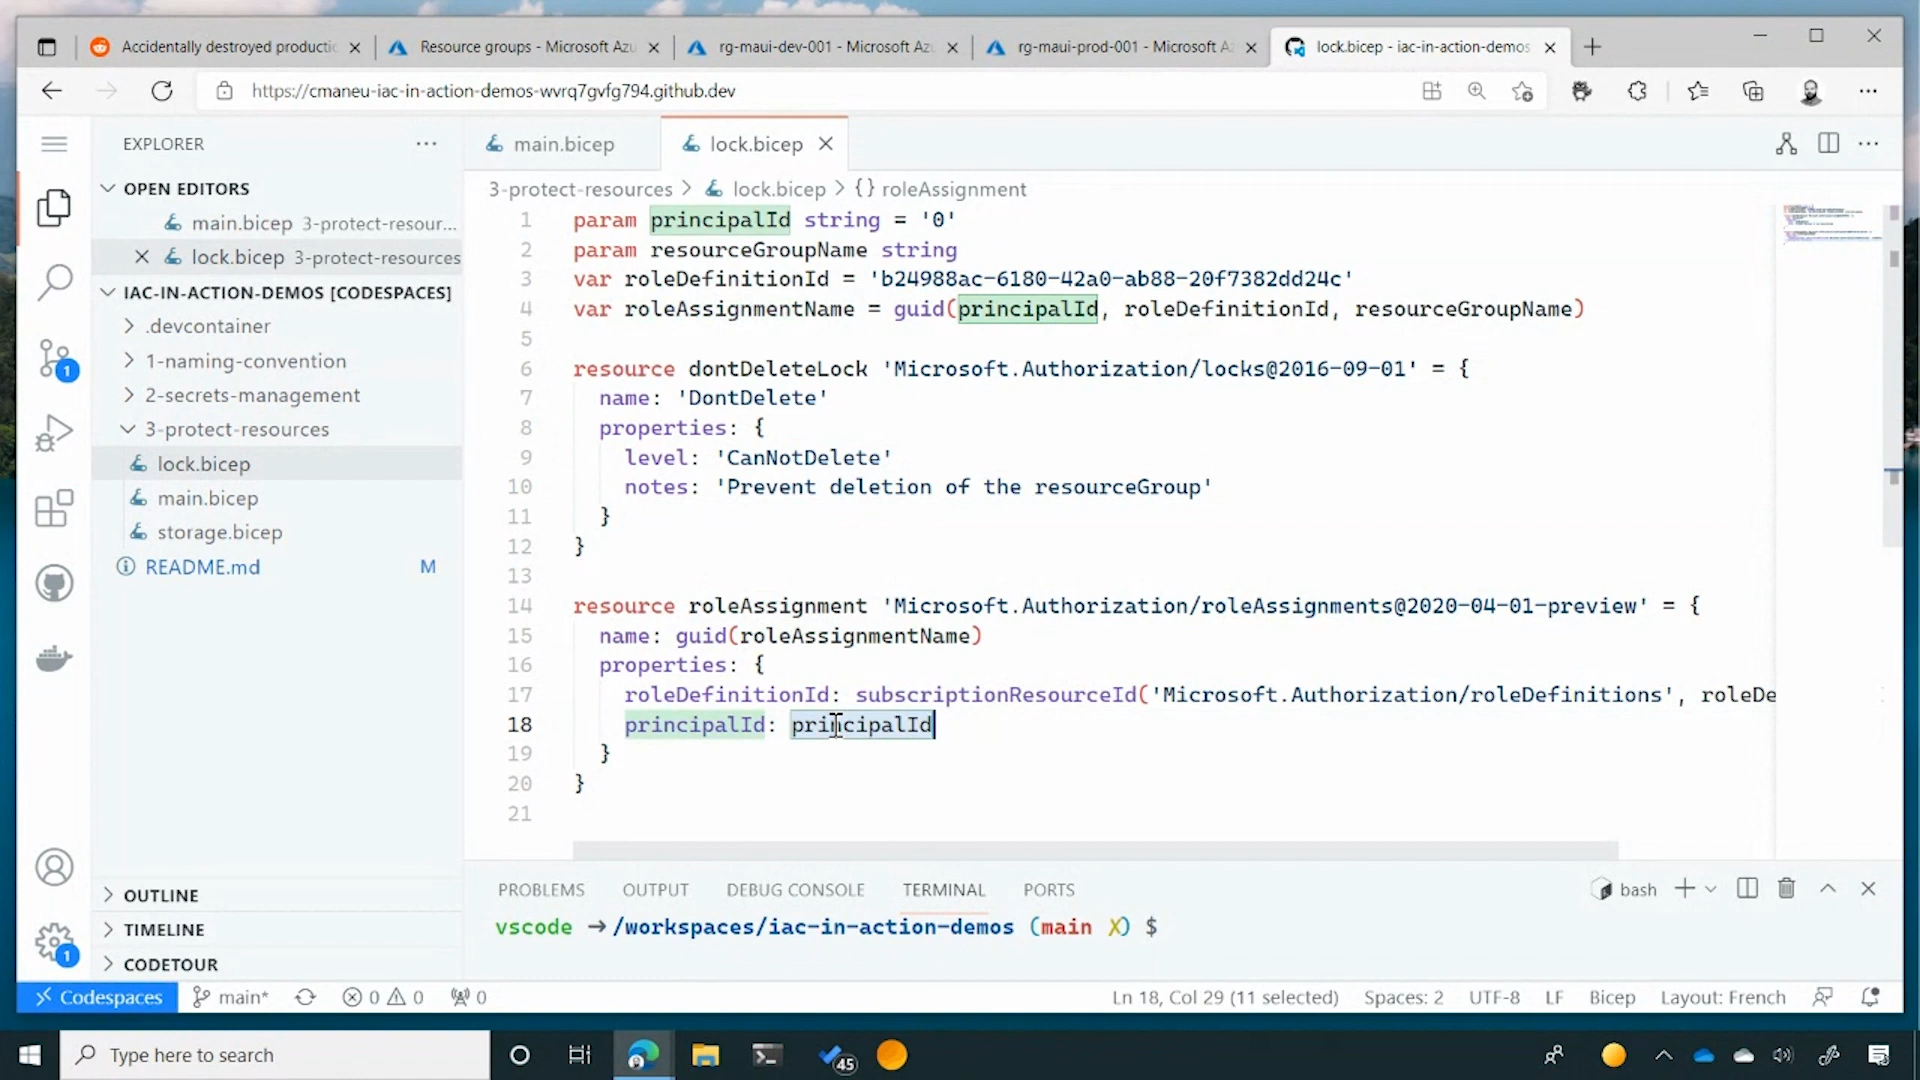 Accidentally destroyed producti
Resource groups - Microsoft Azu
rg-maui-dev-001 - Microsoft Az
rg-maui-prod-001 - Microsoft A
lock.bicep - iac-in-action-demos
https://cmaneu-iac-in-action-demos-wvrq7gvfg794.github.dev
EXPLORER
OPEN EDITORS
main.bicep 3-protect-resour...
lock.bicep 3-protect-resources
IAC-IN-ACTION-DEMOS [CODESPACES]
.devcontainer
1-naming-convention
2-secrets-management
3-protect-resources
lock.bicep
main.bicep
storage.bicep
README.md M
OUTLINE
TIMELINE
CODETOUR
1
1
main.bicep
lock.bicep
3-protect-resources > lock.bicep > {} roleAssignment
1 param principalId string = '0'
2 param resourceGroupName string
3 var roleDefinitionId = 'b24988ac-6180-42a0-ab88-20f7382dd24c'
4 var roleAssignmentName = guid(principalId, roleDefinitionId, resourceGroupName)
5
6 resource dontDeleteLock 'Microsoft.Authorization/locks@2016-09-01' = {
7 name: 'DontDelete'
8 properties: {
9 level: 'CanNotDelete'
10 notes: 'Prevent deletion of the resourceGroup'
11 }
12 }
13
14 resource roleAssignment 'Microsoft.Authorization/roleAssignments@2020-04-01-preview' = {
15 name: guid(roleAssignmentName)
16 properties: {
17 roleDefinitionId: subscriptionResourceId('Microsoft.Authorization/roleDefinitions', roleDe
18 principalId: principalId
19 }
20 }
21
PROBLEMS OUTPUT DEBUG CONSOLE TERMINAL PORTS
bash
vscode → /workspaces/iac-in-action-demos (main X) $
Codespaces main* 0 0 0
Ln 18, Col 29 (11 selected) Spaces: 2 UTF-8 LF Bicep Layout: French
Type here to search
45